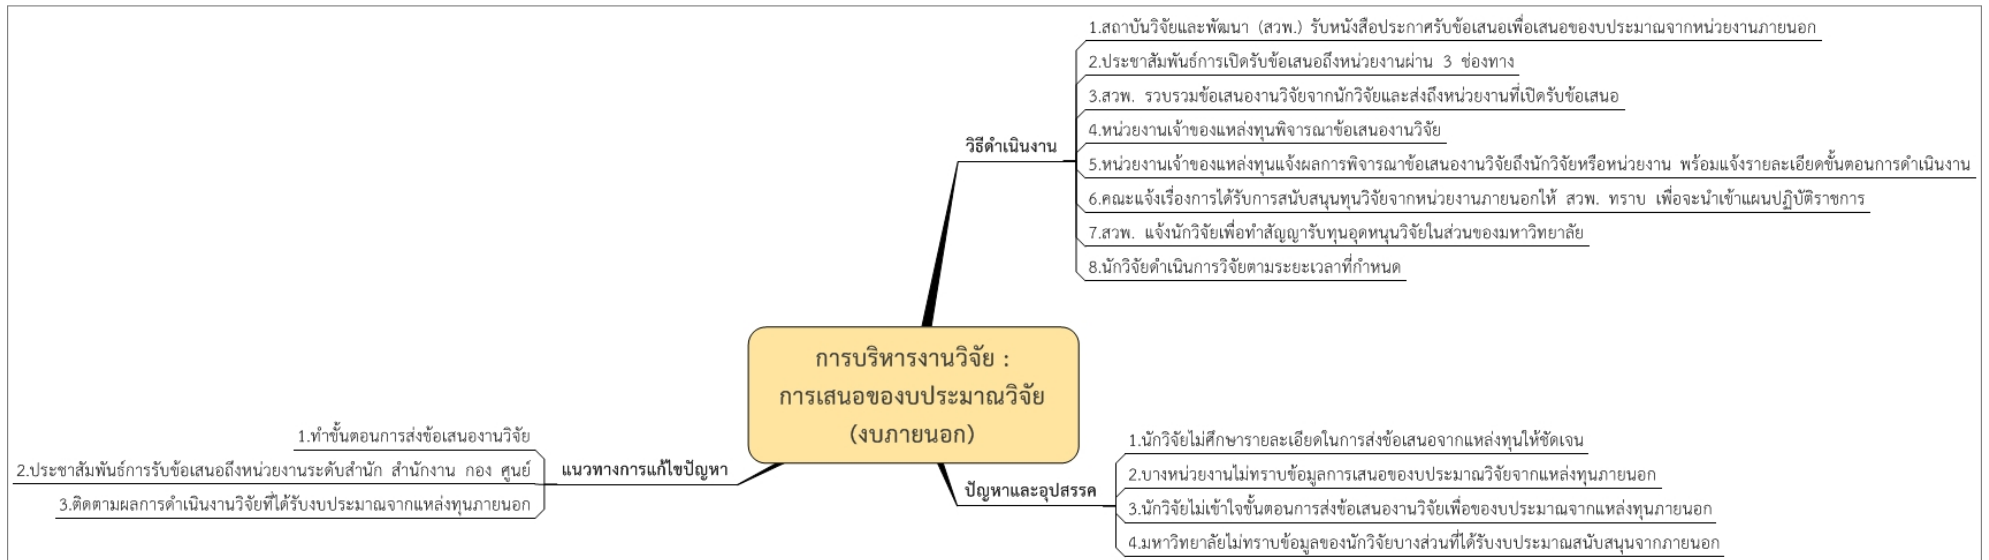 1.สถาบันวิจัยและพัฒนา (สวพ.) รับหนังสือประกาศรับข้อเสนอเพื่อเสนอของบประมาณจากหน่วยงานภายนอก
2.ประชาสัมพันธ์การเปิดรับข้อเสนอถึงหน่วยงานผ่าน 3 ช่องทาง
3.สวพ. รวบรวมข้อเสนองานวิจัยจากนักวิจัยและส่งถึงหน่วยงานที่เปิดรับข้อเสนอ
4.หน่วยงานเจ้าของแหล่งทุนพิจารณาข้อเสนองานวิจัย
วิธีดำเนินงาน
5.หน่วยงานเจ้าของแหล่งทุนแจ้งผลการพิจารณาข้อเสนองานวิจัยถึงนักวิจัยหรือหน่วยงาน พร้อมแจ้งรายละเอียดขั้นตอนการดำเนินงาน
6.คณะแจ้งเรื่องการได้รับการสนับสนุนทุนวิจัยจากหน่วยงานภายนอกให้ สวพ. ทราบ เพื่อจะนำเข้าแผนปฏิบัติราชการ
7.สวพ. แจ้งนักวิจัยเพื่อทำสัญญารับทุนอุดหนุนวิจัยในส่วนของมหาวิทยาลัย
8.นักวิจัยดำเนินการวิจัยตามระยะเวลาที่กำหนด
การบริหารงานวิจัย :
การเสนอของบประมาณวิจัย
(งบภายนอก)
1.ทำขั้นตอนการส่งข้อเสนองานวิจัย
2.ประชาสัมพันธ์การรับข้อเสนอถึงหน่วยงานระดับสำนัก สำนักงาน กอง ศูนย์
3.ติดตามผลการดำเนินงานวิจัยที่ได้รับงบประมาณจากแหล่งทุนภายนอก
แนวทางการแก้ไขปัญหา
ปัญหาและอุปสรรค
1.นักวิจัยไม่ศึกษารายละเอียดในการส่งข้อเสนอจากแหล่งทุนให้ชัดเจน
2.บางหน่วยงานไม่ทราบข้อมูลการเสนอของบประมาณวิจัยจากแหล่งทุนภายนอก
3.นักวิจัยไม่เข้าใจขั้นตอนการส่งข้อเสนองานวิจัยเพื่อของบประมาณจากแหล่งทุนภายนอก
4.มหาวิทยาลัยไม่ทราบข้อมูลของนักวิจัยบางส่วนที่ได้รับงบประมาณสนับสนุนจากภายนอก